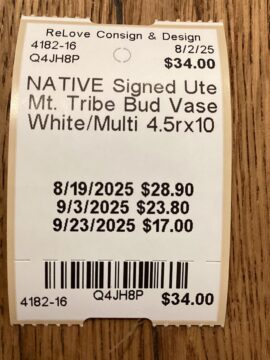 ReLove Consign & Design
4182-16 8/2/25
Q4JH8P $34.00
NATIVE Signed Ute
Mt. Tribe Bud Vase
White/Multi 4.5rx10
8/19/2025 $28.90
9/3/2025 $23.80
9/23/2025 $17.00
4182-16 Q4JH8P $34.00